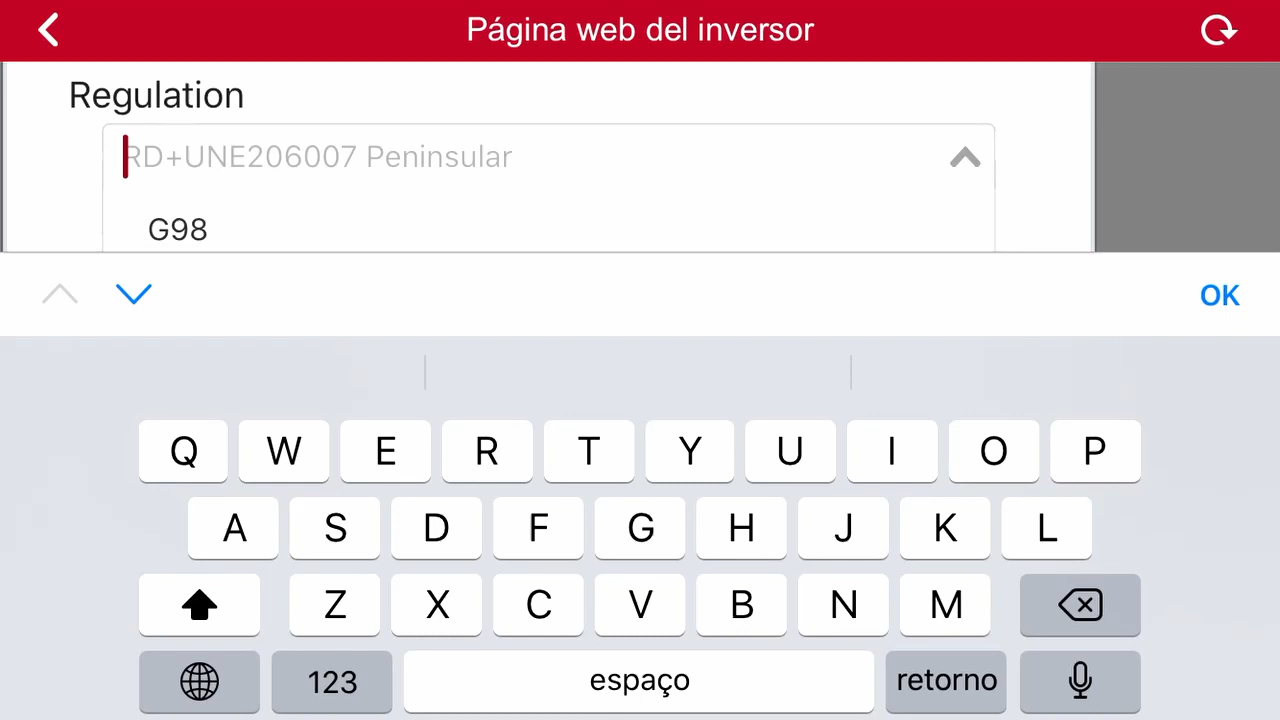 Página web del inversor
Regulation
RD+UNE206007 Peninsular
G98
OK
Q W E R T Y U I O P
A S D F G H J K L
Z X C V B N M
123 espaço retorno